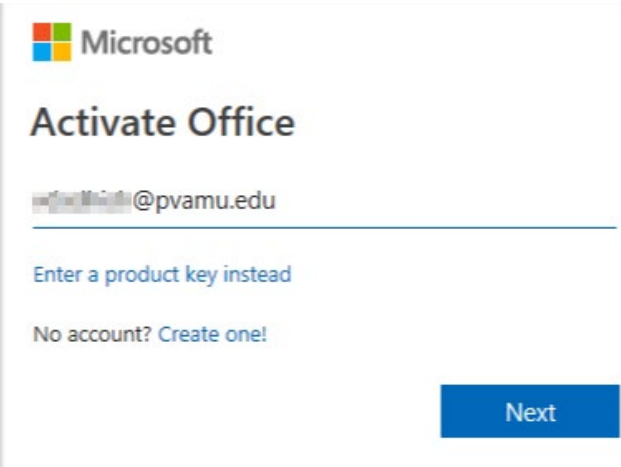 Microsoft
Activate Office
@pvamu.edu
Enter a product key instead
No account? Create one!
Next